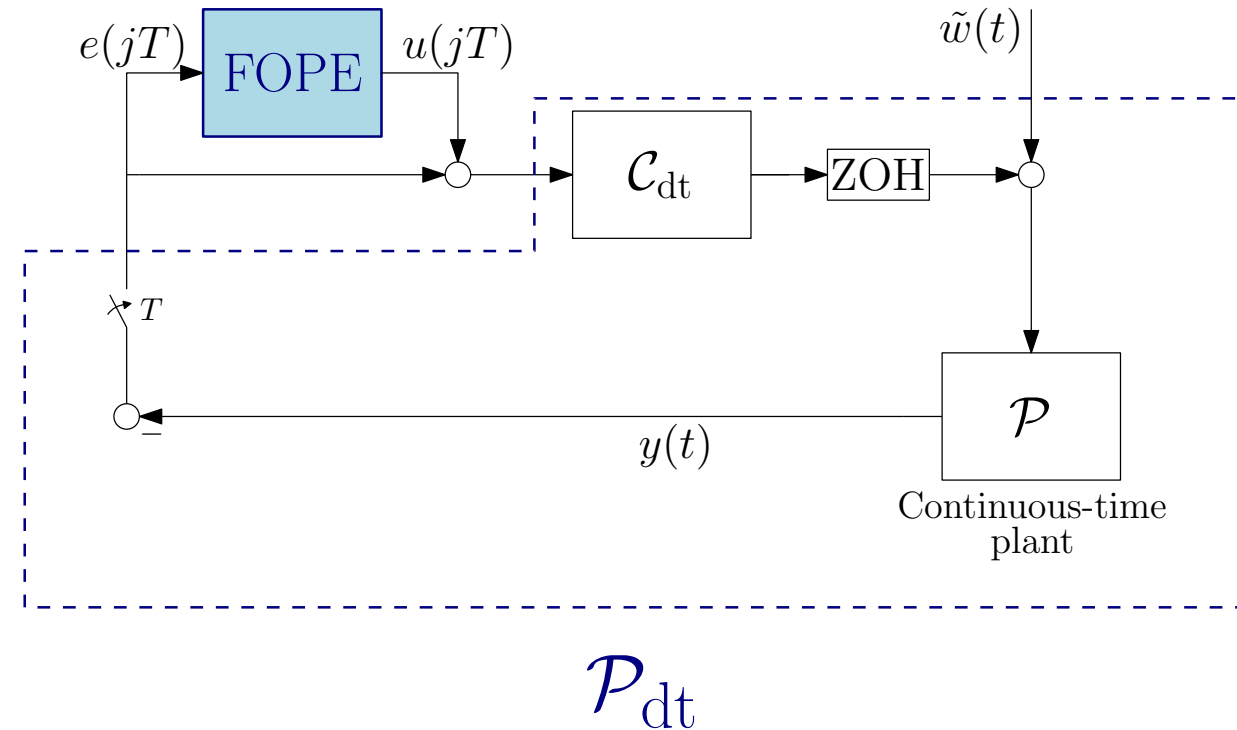 e(jT)
FOPE
u(jT)
w̃(t)
𝒞dt
ZOH
T
−
y(t)
𝒫
Continuous-time
plant
𝒫dt